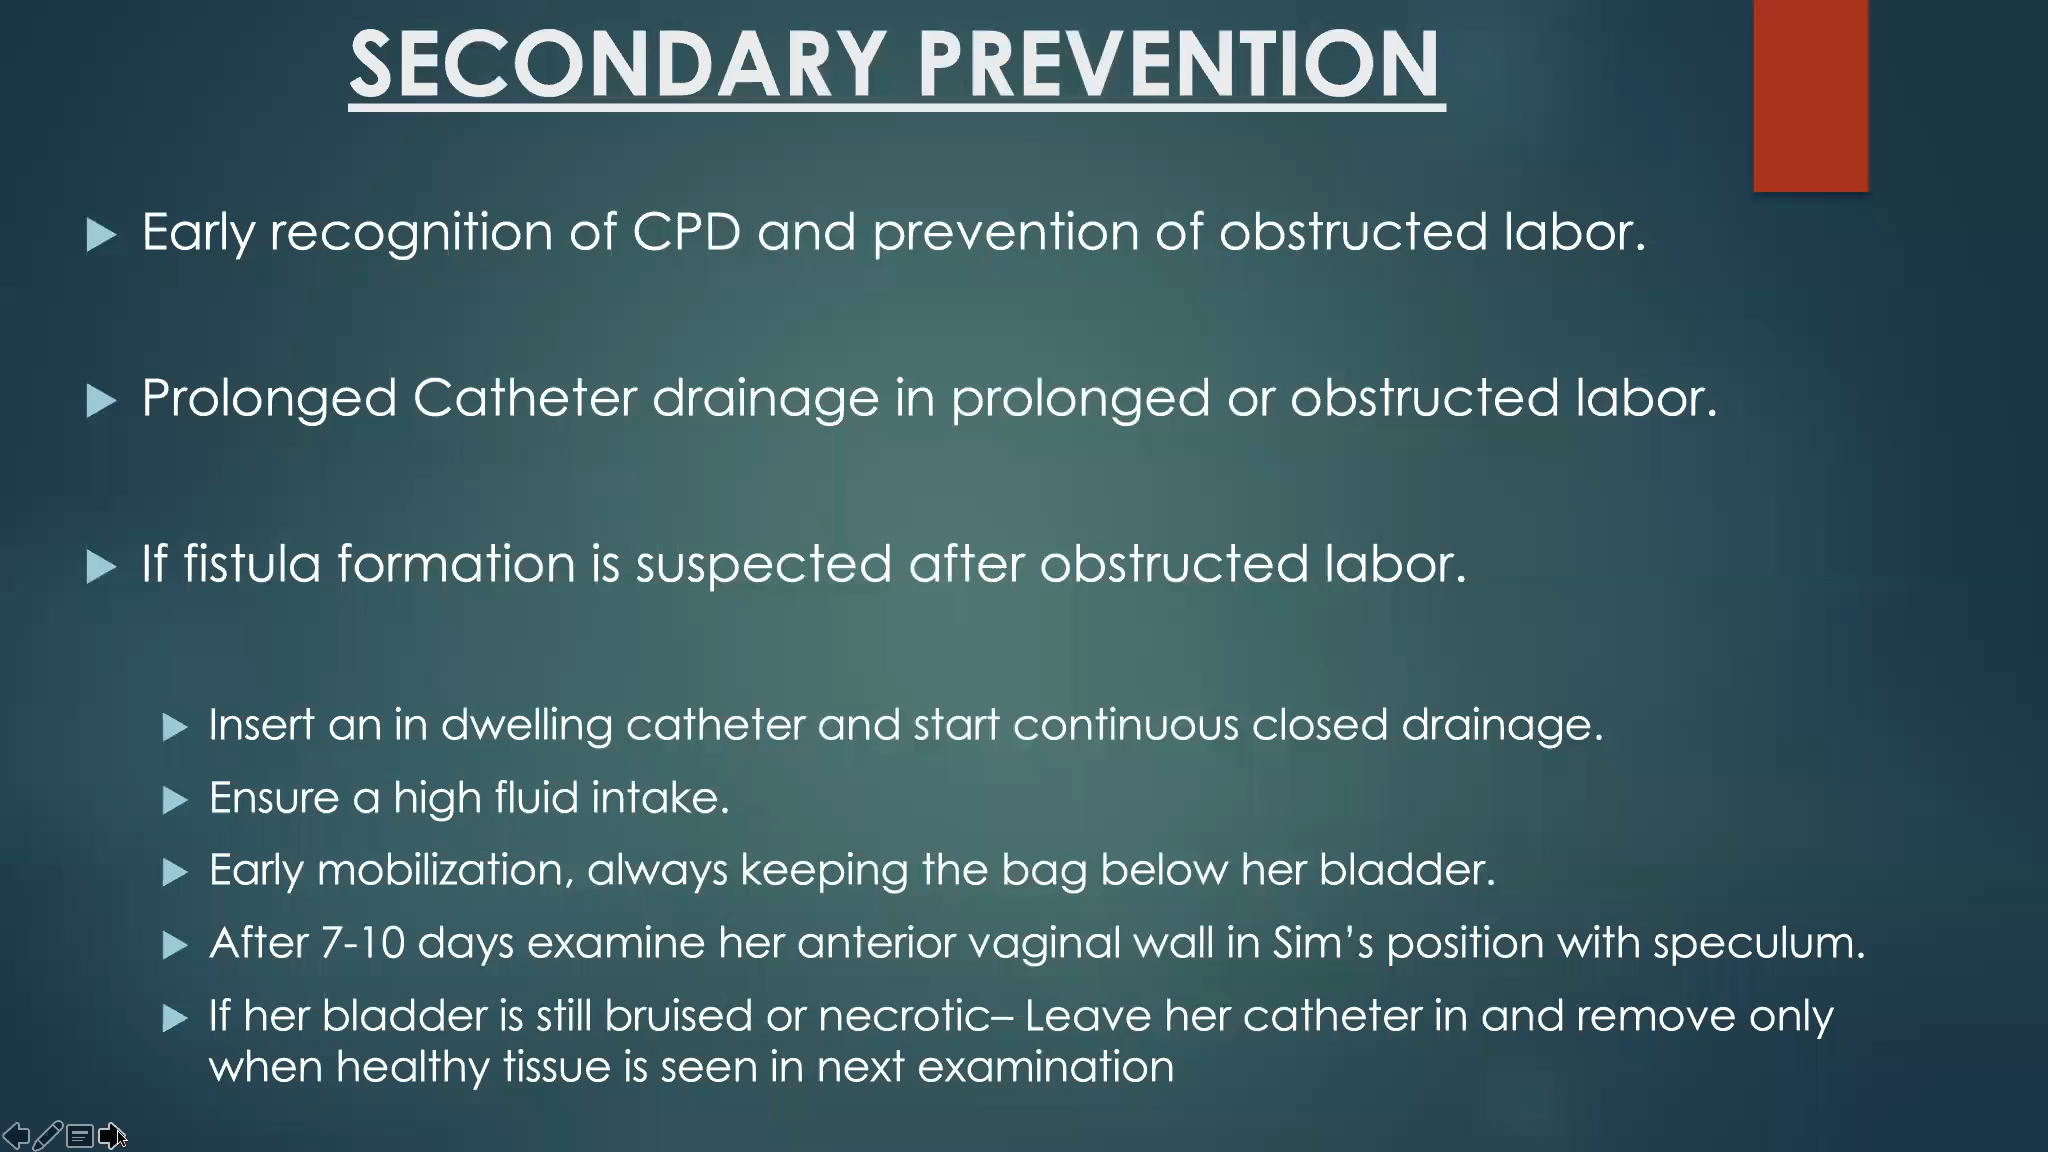 SECONDARY PREVENTION
Early recognition of CPD and prevention of obstructed labor.
Prolonged Catheter drainage in prolonged or obstructed labor.
If fistula formation is suspected after obstructed labor.
Insert an in dwelling catheter and start continuous closed drainage.
Ensure a high fluid intake.
Early mobilization, always keeping the bag below her bladder.
After 7-10 days examine her anterior vaginal wall in Sim’s position with speculum.
If her bladder is still bruised or necrotic– Leave her catheter in and remove only
when healthy tissue is seen in next examination